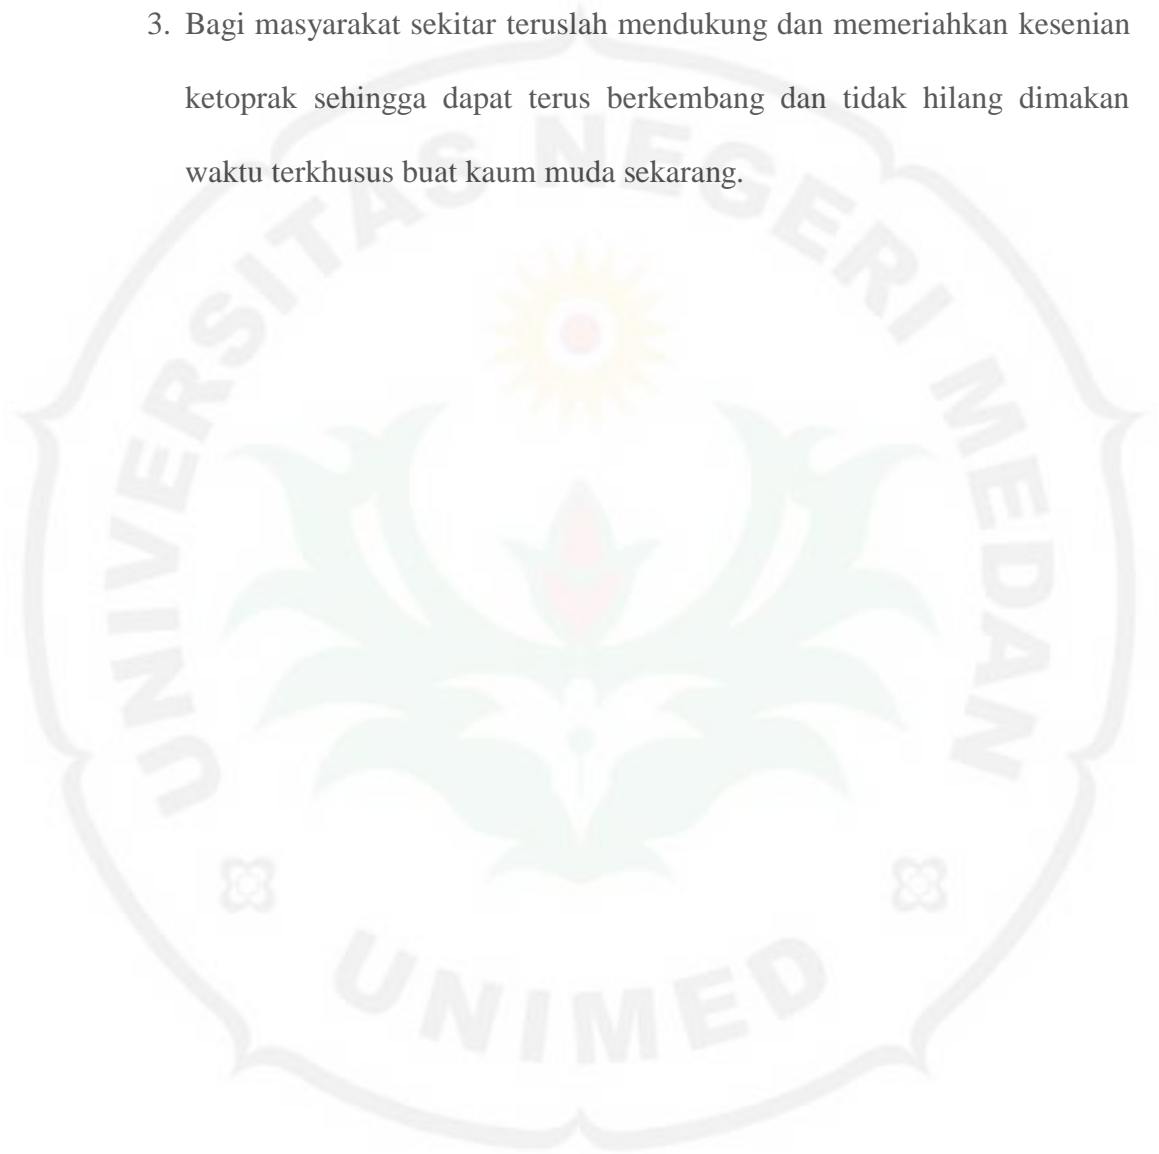 3. Bagi masyarakat sekitar teruslah mendukung dan memeriahkan kesenian
ketoprak sehingga dapat terus berkembang dan tidak hilang dimakan
waktu terkhusus buat kaum muda sekarang.
UNIVERSITAS NEGERI MEDAN
UNIMED